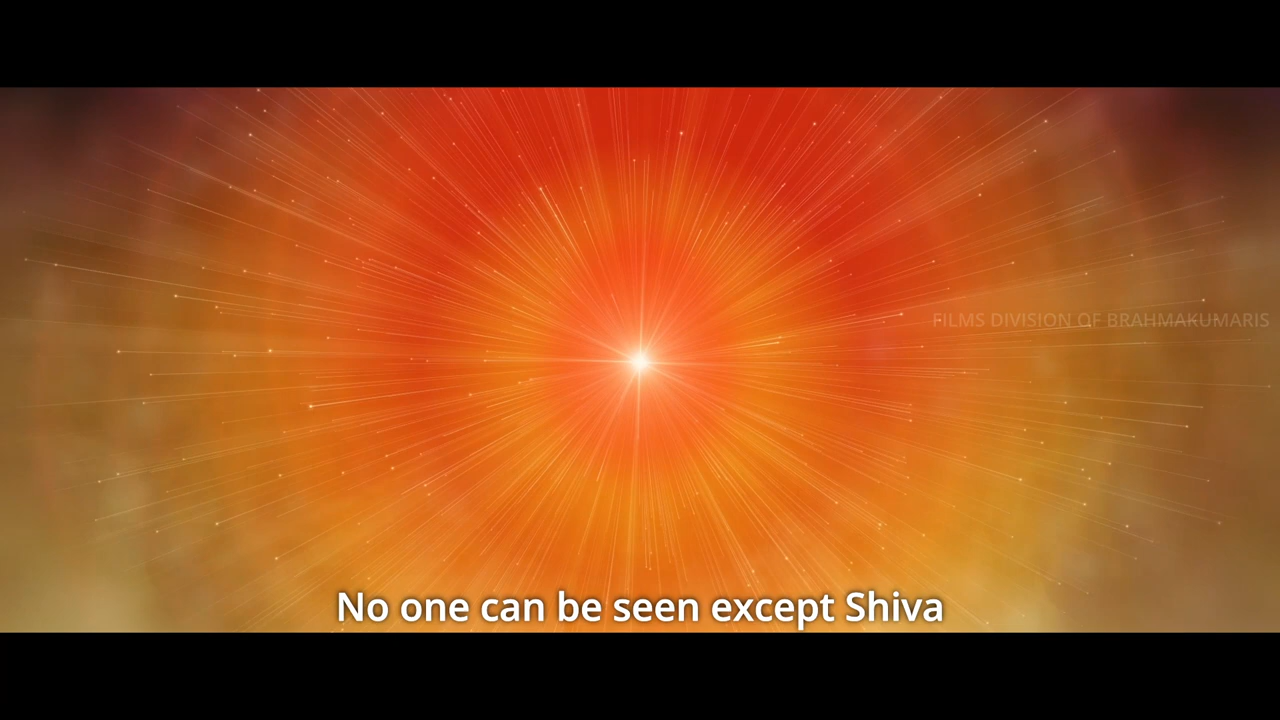 FILMS DIVISION OF BRAHMAKUMARIS
No one can be seen except Shiva